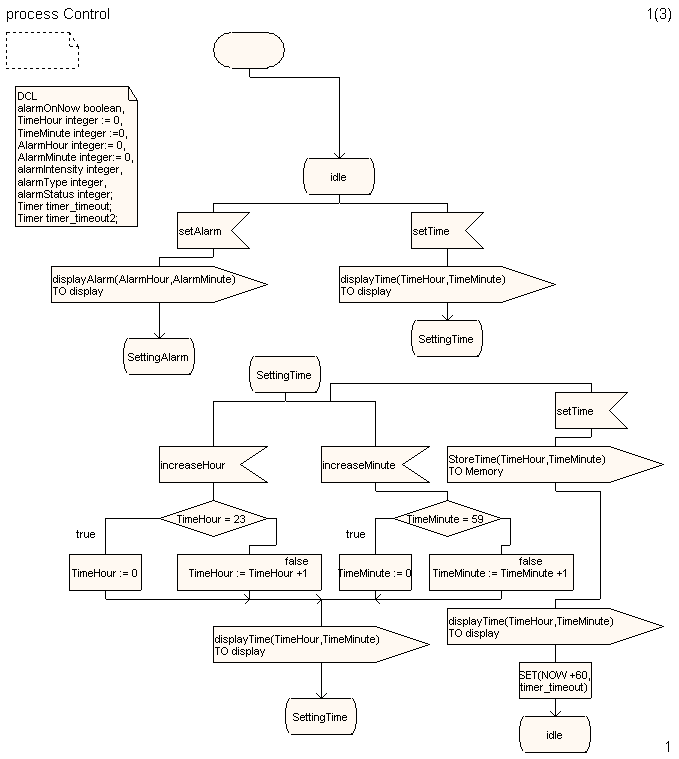 process Control
1(3)
DCL
alarmOnNow boolean,
TimeHour integer := 0,
TimeMinute integer :=0,
AlarmHour integer:= 0,
AlarmMinute integer:= 0,
alarmIntensity integer,
alarmType integer,
alarmStatus integer;
Timer timer_timeout;
Timer timer_timeout2;
idle
setAlarm
setTime
displayAlarm(AlarmHour,AlarmMinute)
TO display
displayTime(TimeHour,TimeMinute)
TO display
SettingAlarm
SettingTime
SettingTime
setTime
increaseHour
increaseMinute
StoreTime(TimeHour,TimeMinute)
TO Memory
TimeHour = 23
TimeMinute = 59
true
true
false
false
TimeHour := 0
TimeHour := TimeHour +1
TimeMinute := 0
TimeMinute := TimeMinute +1
displayTime(TimeHour,TimeMinute)
TO display
displayTime(TimeHour,TimeMinute)
TO display
SET(NOW +60,
timer_timeout)
SettingTime
idle
1